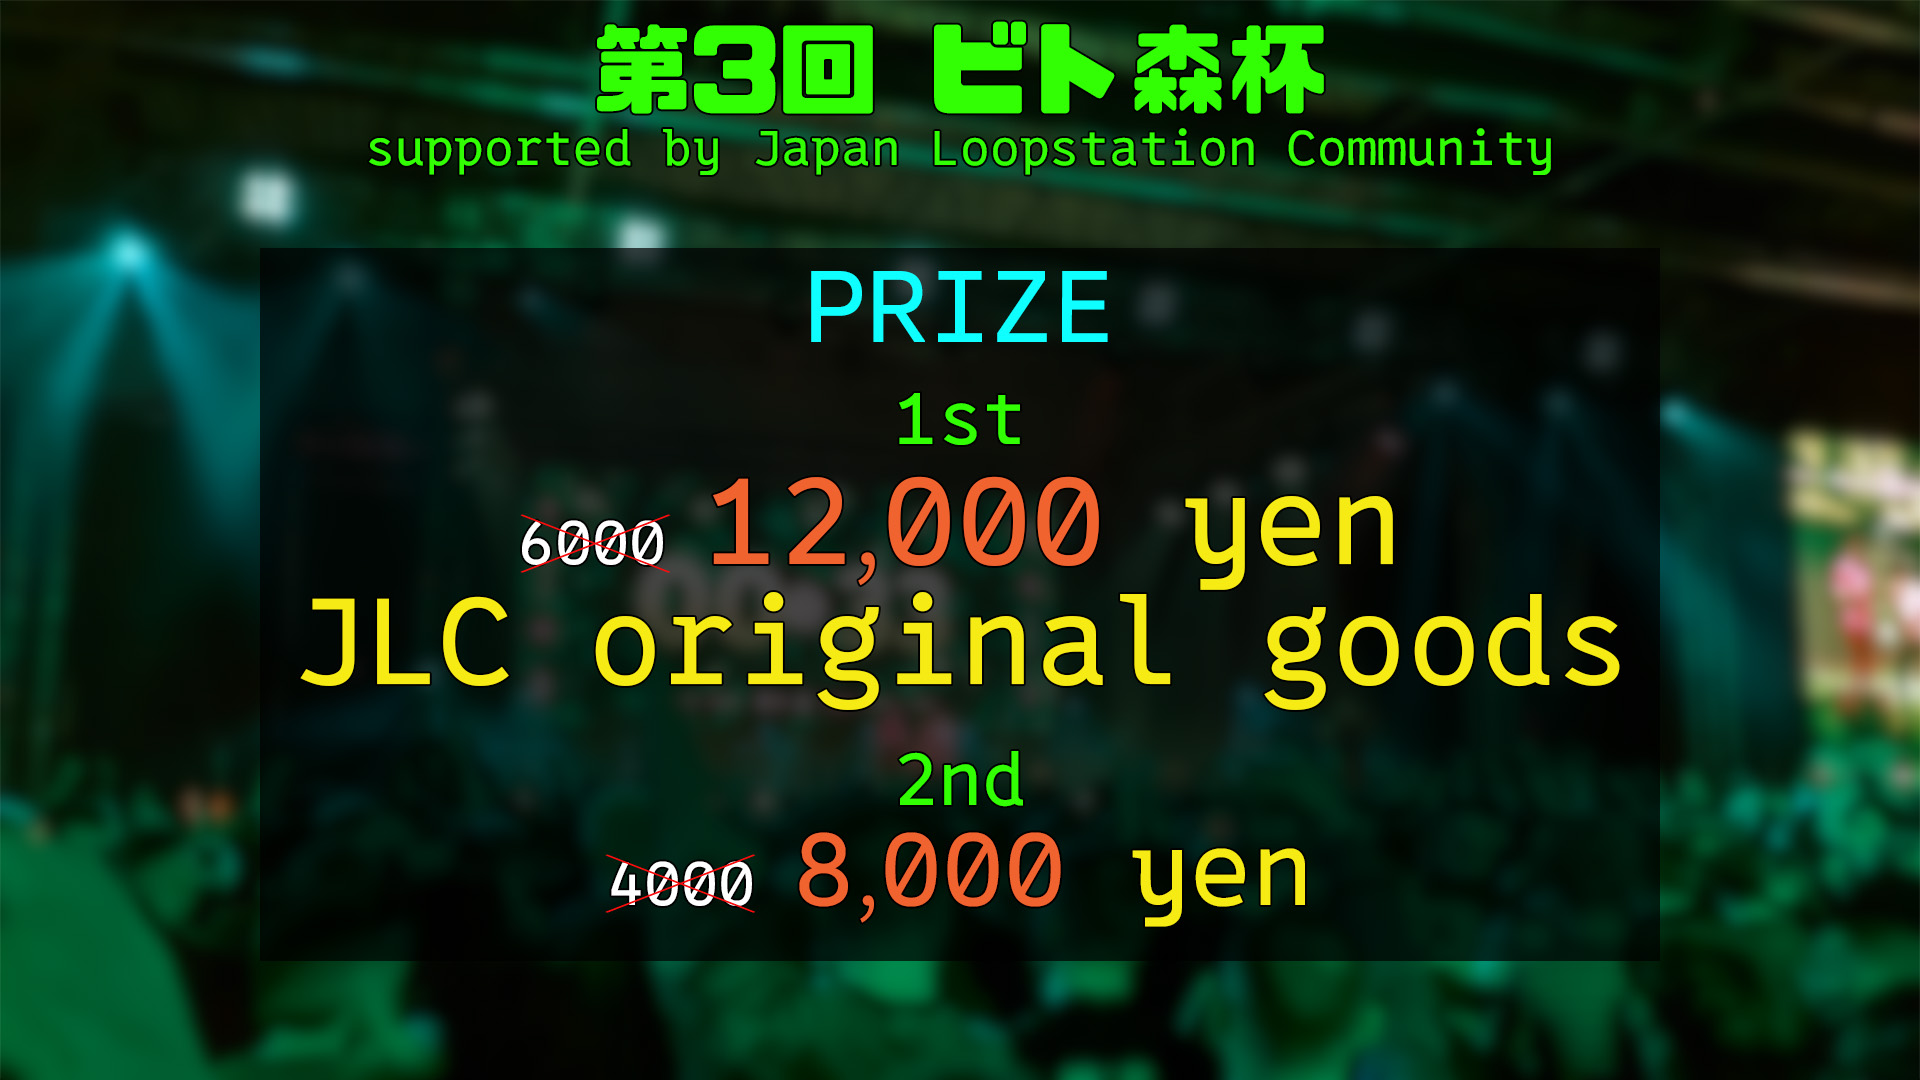 第3回 ビト森杯
supported by Japan Loopstation Community
PRIZE
1st
6000 12,000 yen
JLC original goods
2nd
4000 8,000 yen